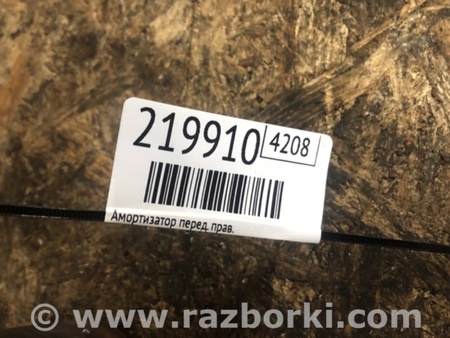 219910 4208
Амортизатор перед. прав.
© www.razborki.com